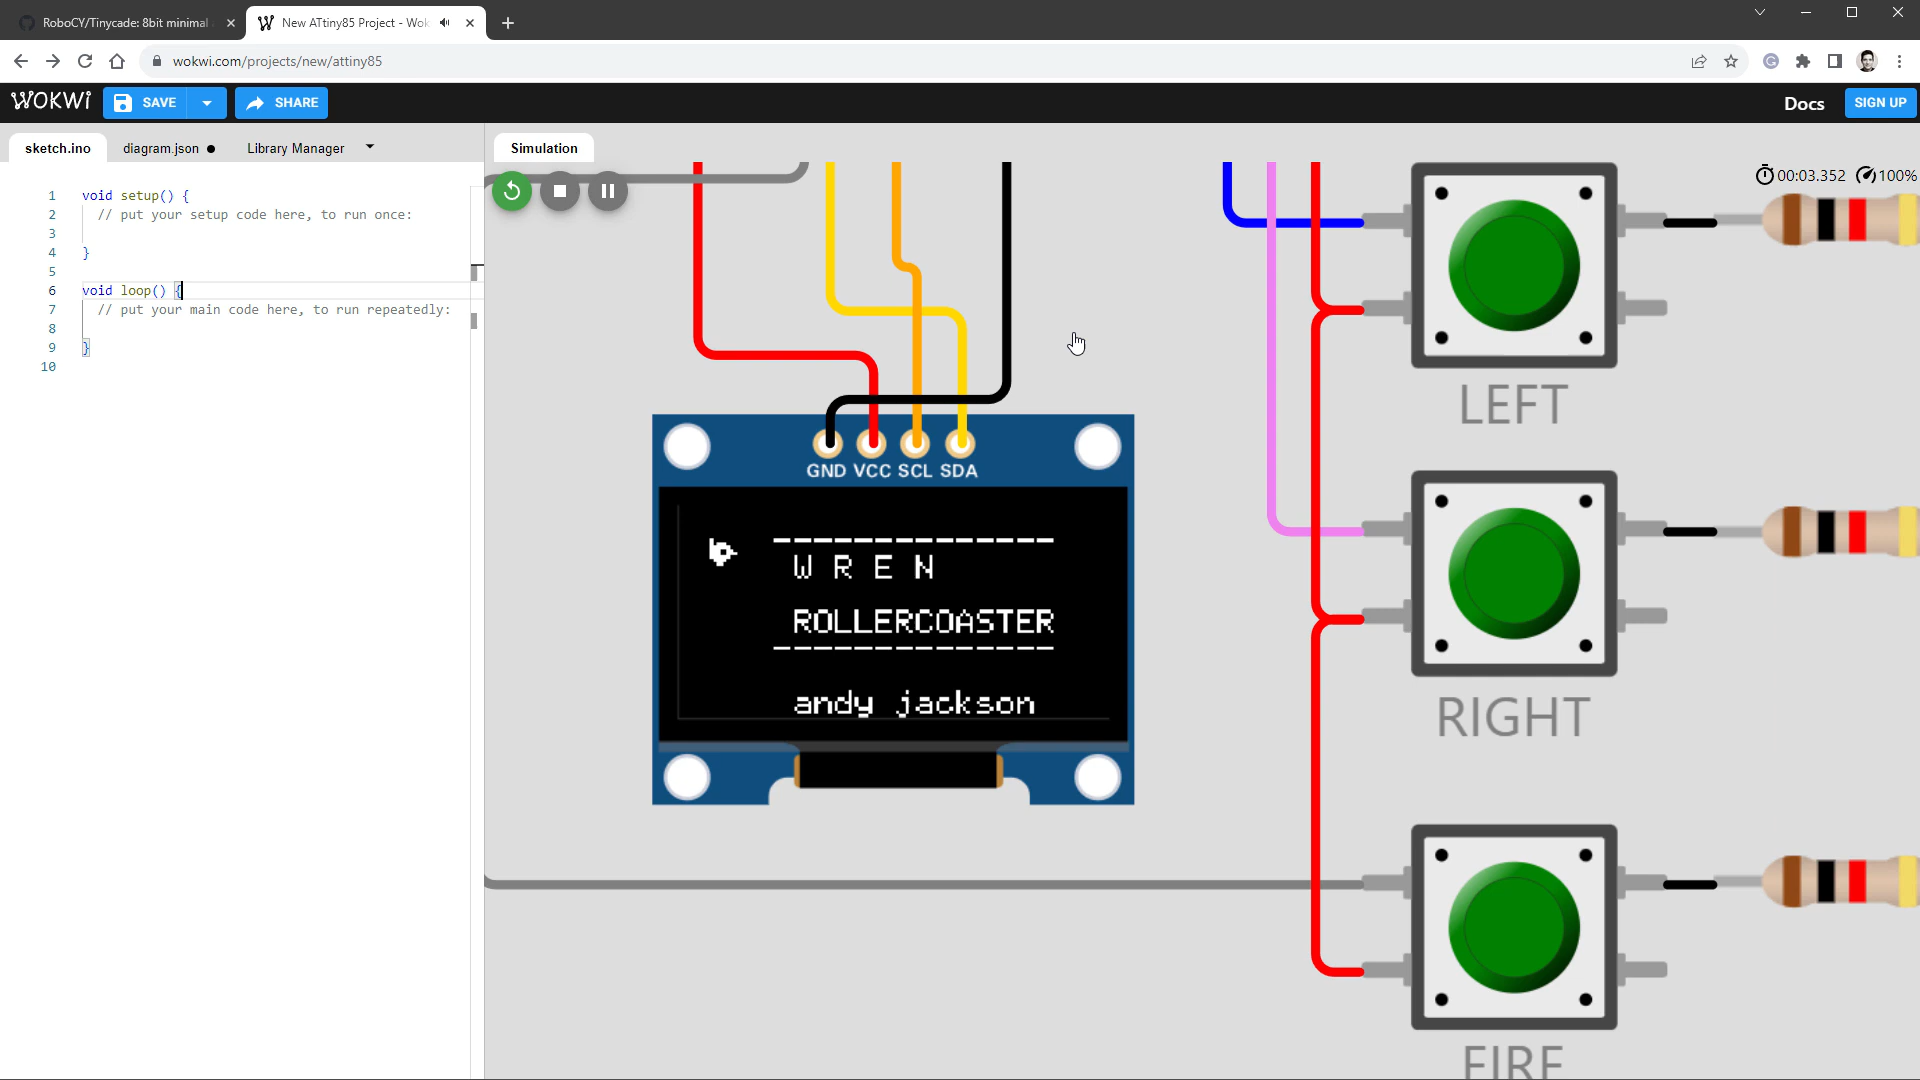 RoboCY/Tinycade: 8bit minimal
New ATtiny85 Project - Wok
wokwi.com/projects/new/attiny85
WOKWI
SAVE
SHARE
Docs
SIGN UP
sketch.ino
diagram.json
Library Manager
Simulation
00:03.352
100%
1 void setup() {
2 // put your setup code here, to run once:
3
4 }
5
6 void loop() {
7 // put your main code here, to run repeatedly:
8
9 }
10
GND VCC SCL SDA
W R E N
ROLLERCOASTER
andy jackson
LEFT
RIGHT
FIRE